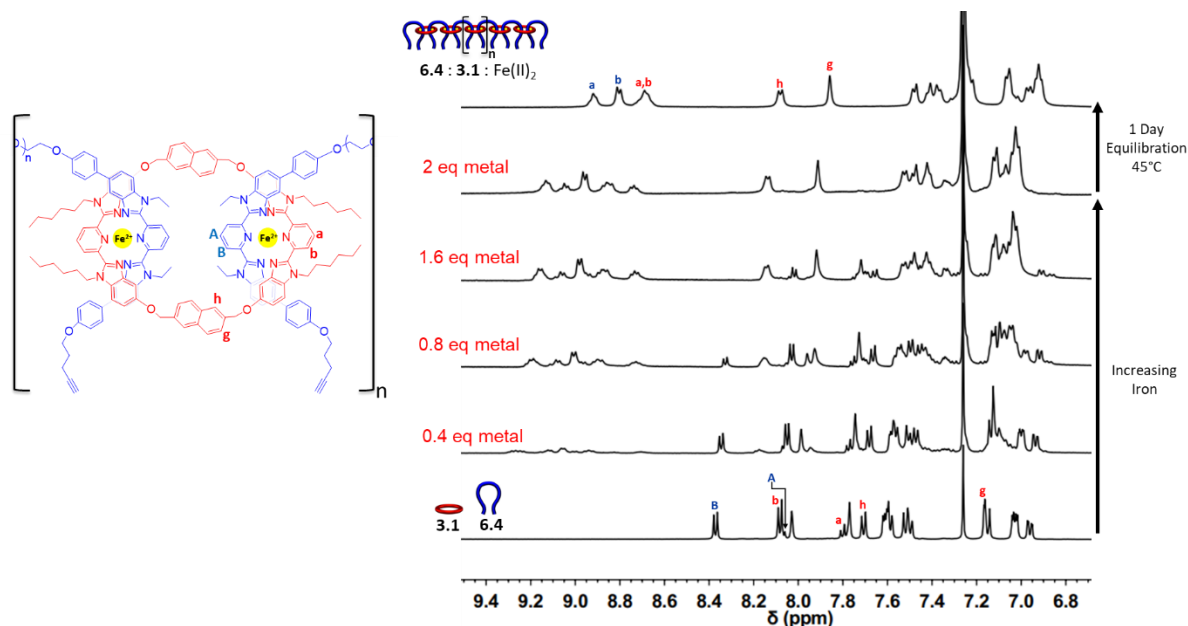 n
6.4 : 3.1 : Fe(II)₂
a
b
a,b
h
g
1 Day
Equilibration
45°C
2 eq metal
1.6 eq metal
0.8 eq metal
0.4 eq metal
Increasing
Iron
3.1
6.4
B
b
A
a
h
g
9.4 9.2 9.0 8.8 8.6 8.4 8.2 8.0 7.8 7.6 7.4 7.2 7.0 6.8
δ (ppm)
O
n
O
O
O
O
O
n
O
N
N
N
N
N
N
N
N
N
Fe²⁺
N
A
B
N
Fe²⁺
N
a
b
N
N
N
N
N
N
N
N
O
h
O
g
O
O
n